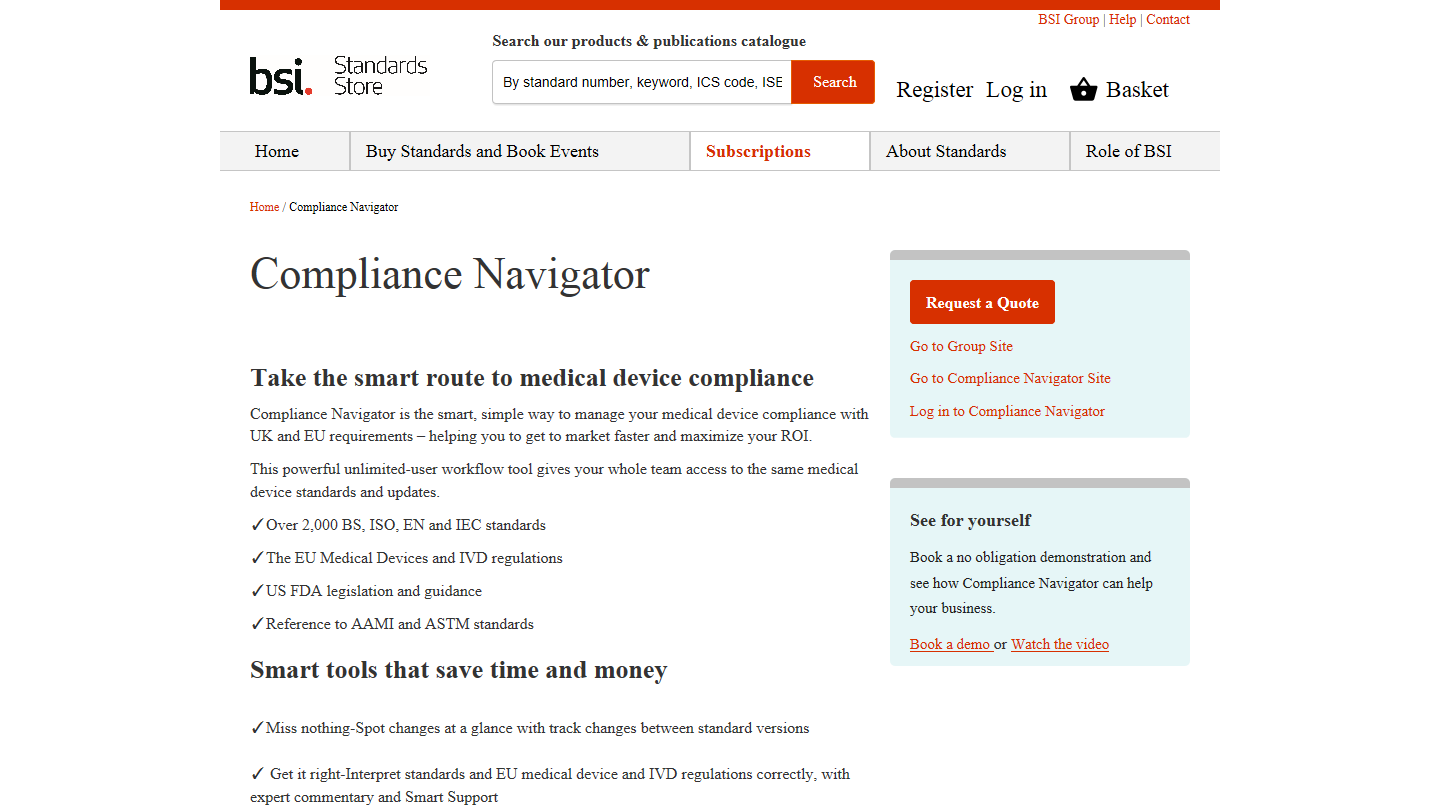 BSI Group | Help | Contact
Search our products & publications catalogue
bsi. Standards Store
By standard number, keyword, ICS code, ISE
Search
Register Log in Basket
Home Buy Standards and Book Events Subscriptions About Standards Role of BSI
Home / Compliance Navigator
Compliance Navigator
Take the smart route to medical device compliance
Compliance Navigator is the smart, simple way to manage your medical device compliance with
UK and EU requirements – helping you to get to market faster and maximize your ROI.
This powerful unlimited-user workflow tool gives your whole team access to the same medical
device standards and updates.
✓Over 2,000 BS, ISO, EN and IEC standards
✓The EU Medical Devices and IVD regulations
✓US FDA legislation and guidance
✓Reference to AAMI and ASTM standards
Smart tools that save time and money
✓Miss nothing-Spot changes at a glance with track changes between standard versions
✓ Get it right-Interpret standards and EU medical device and IVD regulations correctly, with
expert commentary and Smart Support
Request a Quote
Go to Group Site
Go to Compliance Navigator Site
Log in to Compliance Navigator
See for yourself
Book a no obligation demonstration and
see how Compliance Navigator can help
your business.
Book a demo or Watch the video